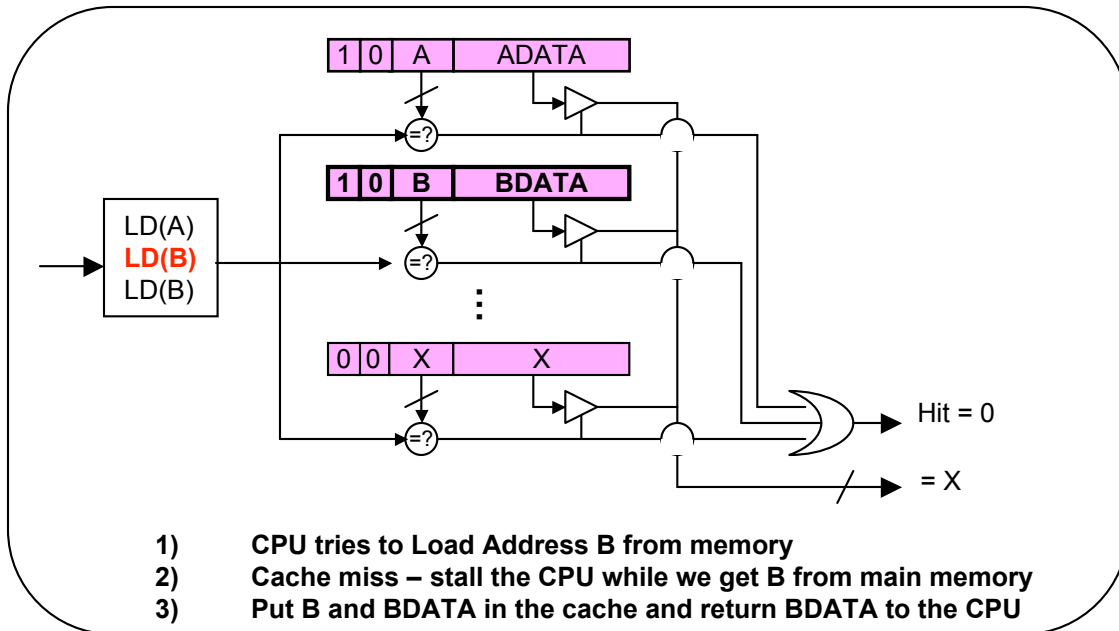 1 0 A ADATA
=?
1 0 B BDATA
LD(A)
LD(B)
LD(B)
=?
⋮
0 0 X X
=?
Hit = 0
= X
1) CPU tries to Load Address B from memory
2) Cache miss – stall the CPU while we get B from main memory
3) Put B and BDATA in the cache and return BDATA to the CPU